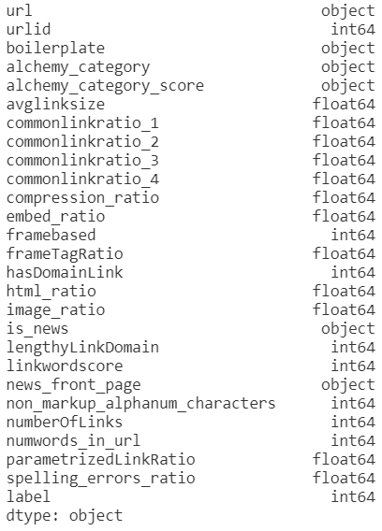 url object
urlid int64
boilerplate object
alchemy_category object
alchemy_category_score object
avglinksize float64
commonlinkratio_1 float64
commonlinkratio_2 float64
commonlinkratio_3 float64
commonlinkratio_4 float64
compression_ratio float64
embed_ratio float64
framebased int64
frameTagRatio float64
hasDomainLink int64
html_ratio float64
image_ratio float64
is_news object
lengthyLinkDomain int64
linkwordscore int64
news_front_page object
non_markup_alphanum_characters int64
numberOfLinks int64
numwords_in_url int64
parametrizedLinkRatio float64
spelling_errors_ratio float64
label int64
dtype: object